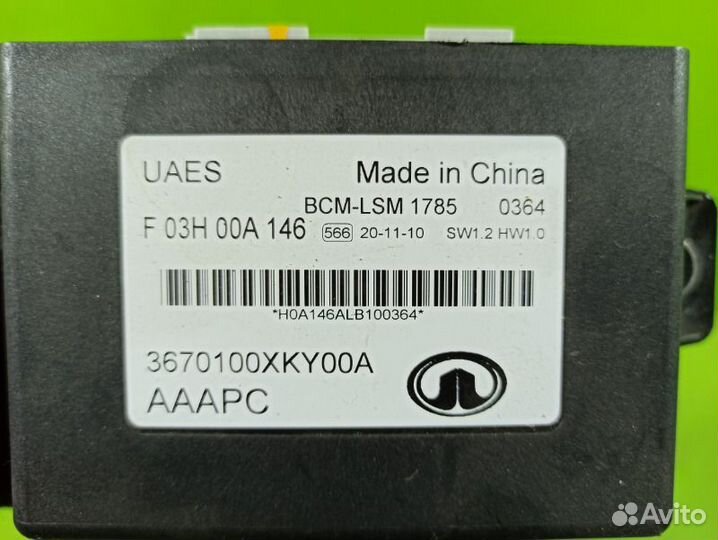 UAES Made in China
BCM-LSM 1785 0364
F 03H 00A 146 566 20-11-10 SW1.2 HW1.0
*H0A146ALB100364*
3670100XKY00A
AAAPC
Avito